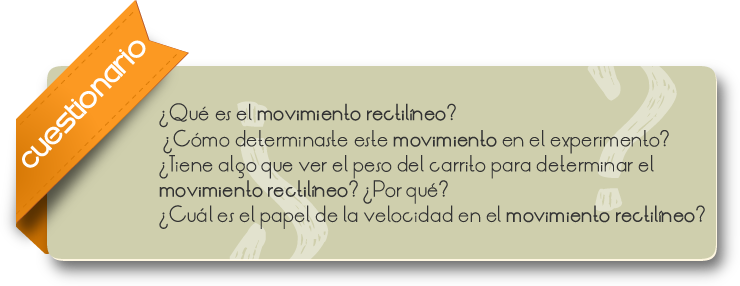 cuestionario
¿Qué es el movimiento rectilíneo?
¿Cómo determinaste este movimiento en el experimento?
¿Tiene algo que ver el peso del carrito para determinar el
movimiento rectilíneo? ¿Por qué?
¿Cuál es el papel de la velocidad en el movimiento rectilíneo?